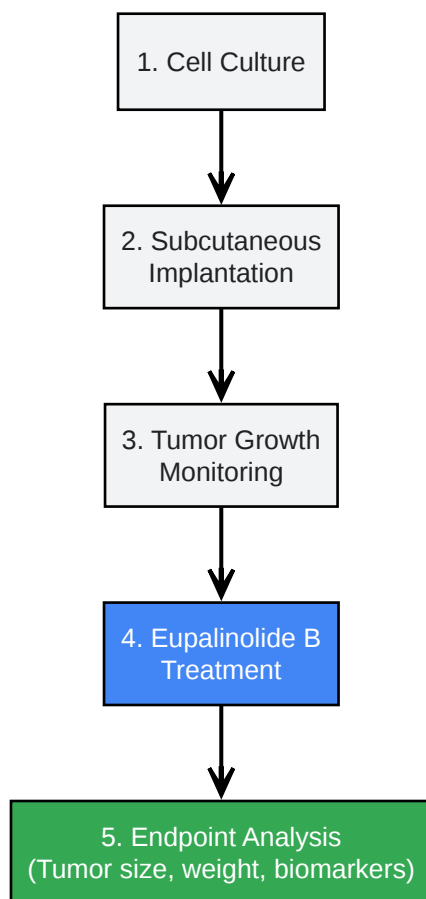 1. Cell Culture
2. Subcutaneous
Implantation
3. Tumor Growth
Monitoring
4. Eupalinolide B
Treatment
5. Endpoint Analysis
(Tumor size, weight, biomarkers)